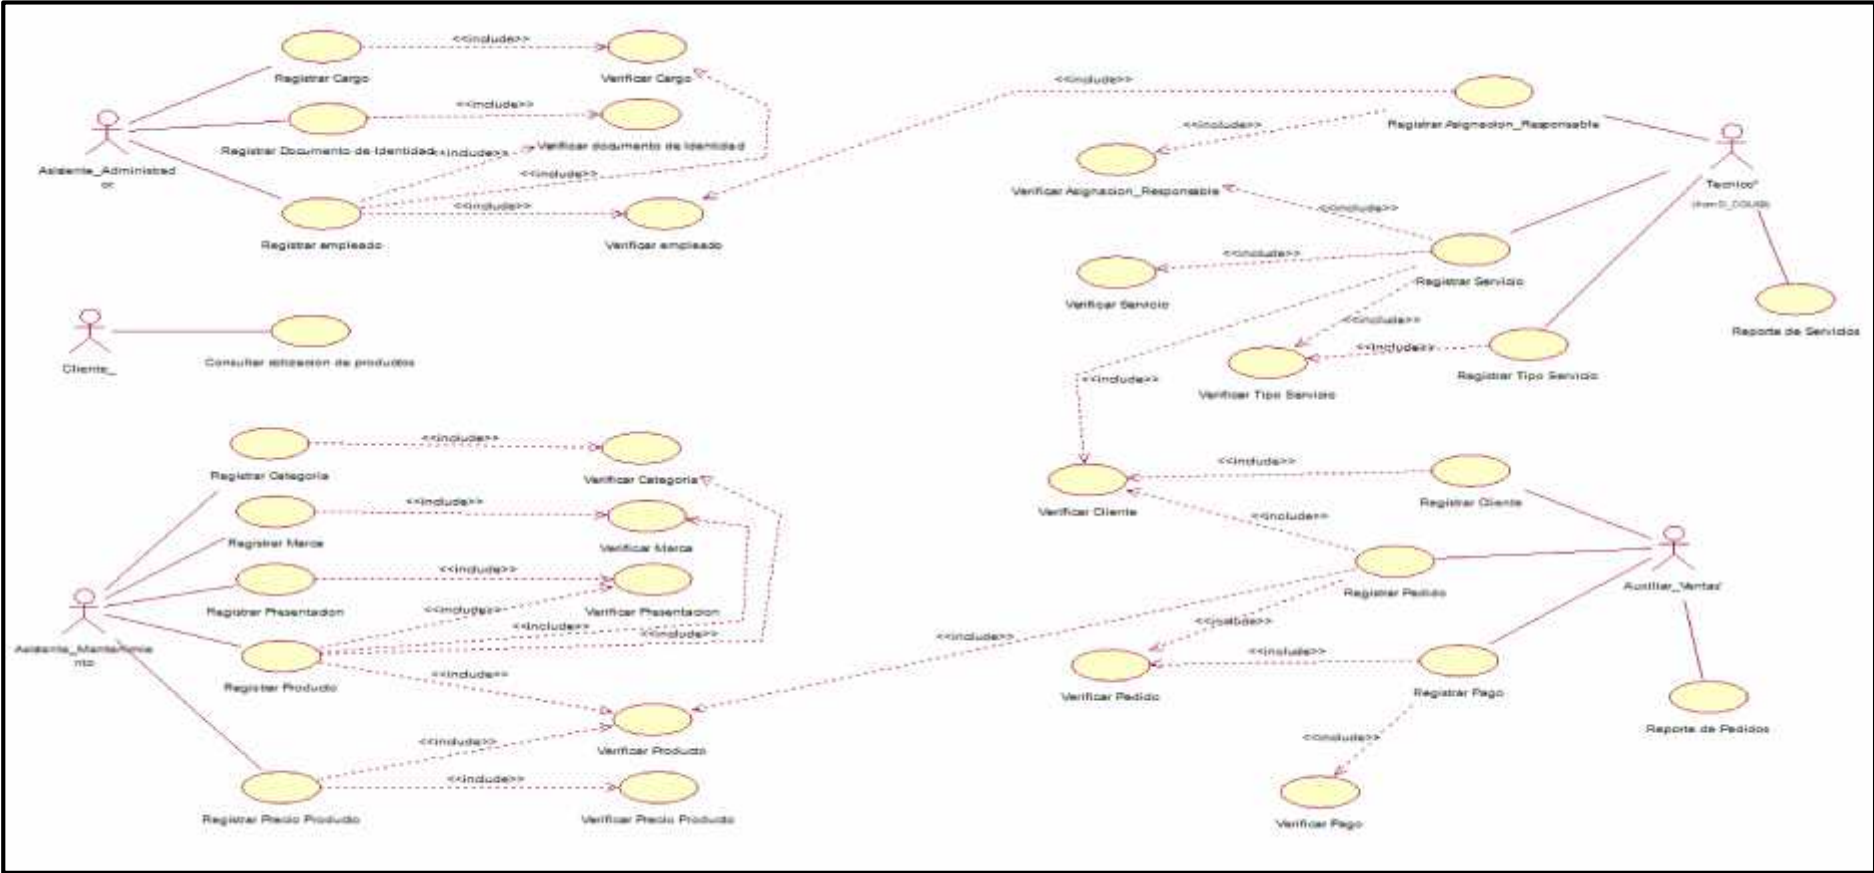 <<include>>
Registrar Cargo
Verificar Cargo
<<include>>
Registrar Documento de Identidad
Verificar documento de Identidad
<<include>>
<<include>>
Asistente_Administrad
or
<<include>>
Registrar empleado
Verificar empleado
Cliente_
Consultar de productos
<<include>>
Registrar Categoria
Verificar Categoria
<<include>>
Registrar Marca
Verificar Marca
<<include>>
Registrar Presentacion
Verificar Presentacion
<<include>>
<<include>>
<<include>>
Asistente_Mantenimie
nto
Registrar Producto
<<include>>
<<include>>
Verificar Producto
<<include>>
Registrar Precio Producto
Verificar Precio Producto
<<include>>
<<include>>
Registrar Asignacion_Responsable
Verificar Asignacion_Responsable
Tecnico"
<<include>>
<<include>>
Registrar Servicio
Verificar Servicio
<<include>>
Reporte de Servicios
<<include>>
Registrar Tipo Servicio
<<include>>
Verificar Tipo Servicio
<<include>>
Registrar Cliente
Verificar Cliente
<<include>>
Registrar Pedido
Auxiliar_Ventas'
<<include>>
<<include>>
<<include>>
Verificar Pedido
Registrar Pago
Reporte de Pedidos
<<include>>
Verificar Pago